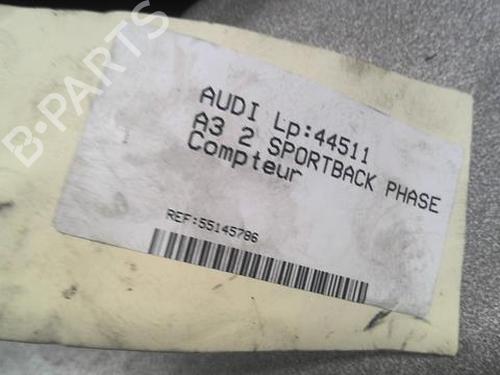 B-PARTS
AUDI Lp:44511
A3 2 SPORTBACK PHASE
Compteur
REF:55145786